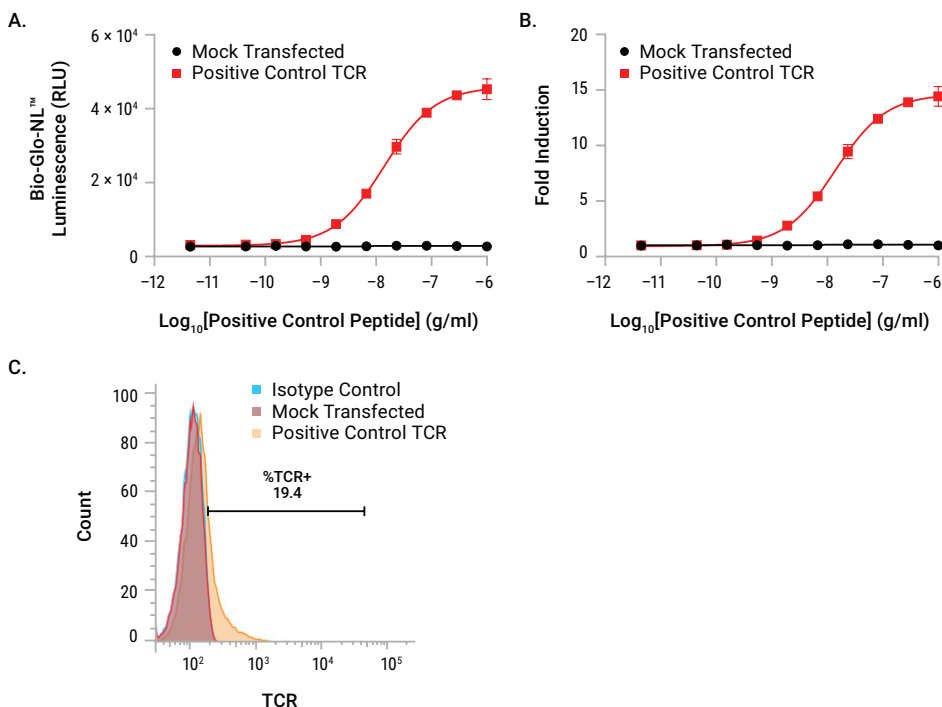 A.
6 × 10⁴
4 × 10⁴
2 × 10⁴
0
Bio-Glo-NL™
Luminescence (RLU)
Mock Transfected
Positive Control TCR
−12 −11 −10 −9 −8 −7 −6
Log₁₀[Positive Control Peptide] (g/ml)
B.
20
15
10
5
0
Fold Induction
Mock Transfected
Positive Control TCR
−12 −11 −10 −9 −8 −7 −6
Log₁₀[Positive Control Peptide] (g/ml)
C.
100
80
60
40
20
0
Count
Isotype Control
Mock Transfected
Positive Control TCR
%TCR+
19.4
10² 10³ 10⁴ 10⁵
TCR